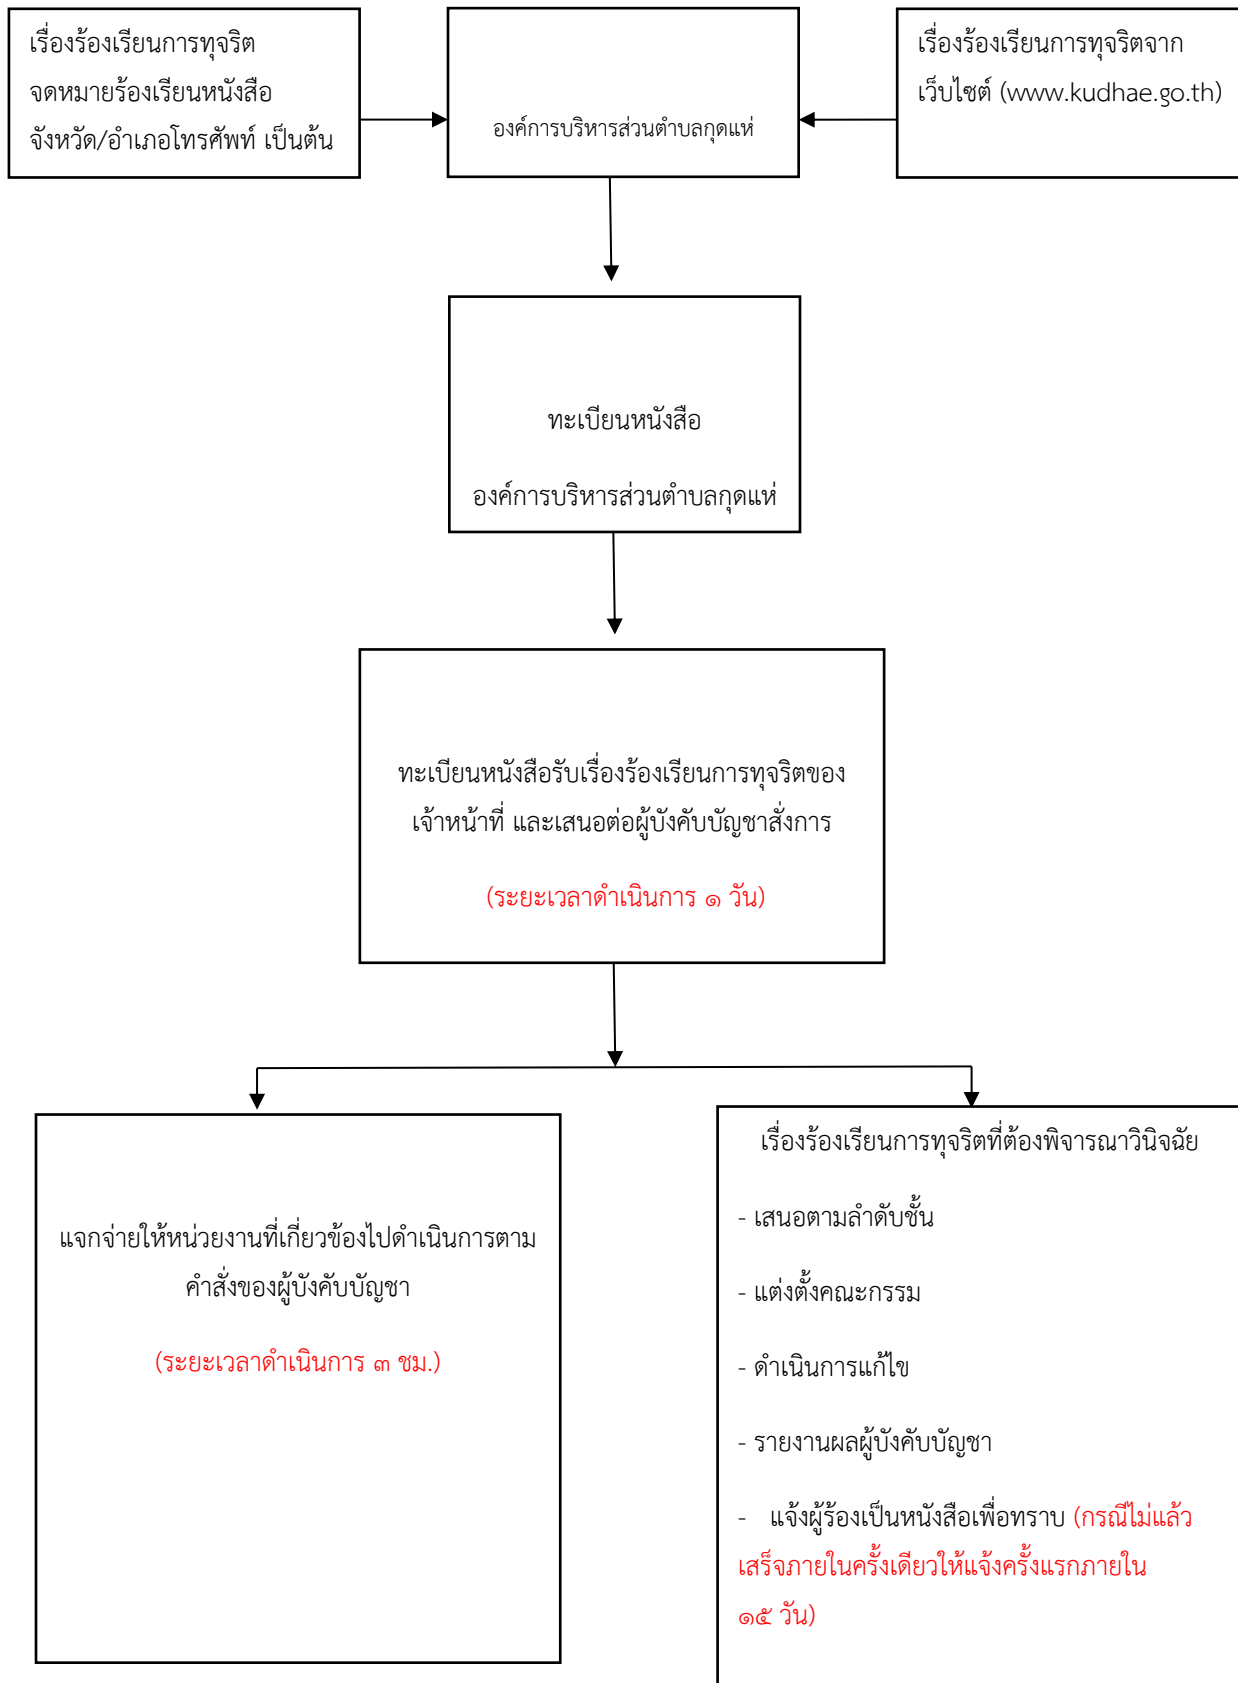 เรื่องร้องเรียนการทุจริต
จดหมายร้องเรียนหนังสือ
จังหวัด/อำเภอโทรศัพท์ เป็นต้น
องค์การบริหารส่วนตำบลกุดแห่
เรื่องร้องเรียนการทุจริตจาก
เว็บไซต์ (www.kudhae.go.th)
ทะเบียนหนังสือ
องค์การบริหารส่วนตำบลกุดแห่
ทะเบียนหนังสือรับเรื่องร้องเรียนการทุจริตของ
เจ้าหน้าที่ และเสนอต่อผู้บังคับบัญชาสั่งการ
(ระยะเวลาดำเนินการ ๑ วัน)
แจกจ่ายให้หน่วยงานที่เกี่ยวข้องไปดำเนินการตาม
คำสั่งของผู้บังคับบัญชา
(ระยะเวลาดำเนินการ ๓ ชม.)
เรื่องร้องเรียนการทุจริตที่ต้องพิจารณาวินิจฉัย
- เสนอตามลำดับชั้น
- แต่งตั้งคณะกรรม
- ดำเนินการแก้ไข
- รายงานผลผู้บังคับบัญชา
- แจ้งผู้ร้องเป็นหนังสือเพื่อทราบ (กรณีไม่แล้ว
เสร็จภายในครั้งเดียวให้แจ้งครั้งแรกภายใน
๑๕ วัน)